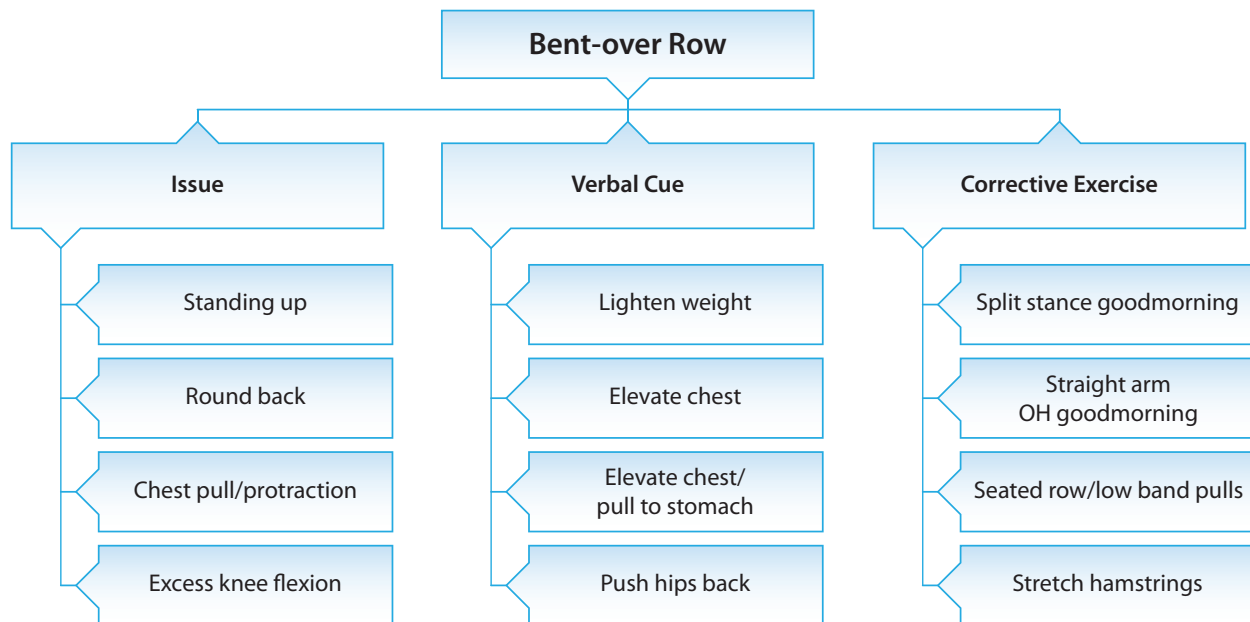 Bent-over Row
Issue
Verbal Cue
Corrective Exercise
Standing up
Lighten weight
Split stance goodmorning
Round back
Elevate chest
Straight arm
OH goodmorning
Chest pull/protraction
Elevate chest/
pull to stomach
Seated row/low band pulls
Excess knee flexion
Push hips back
Stretch hamstrings